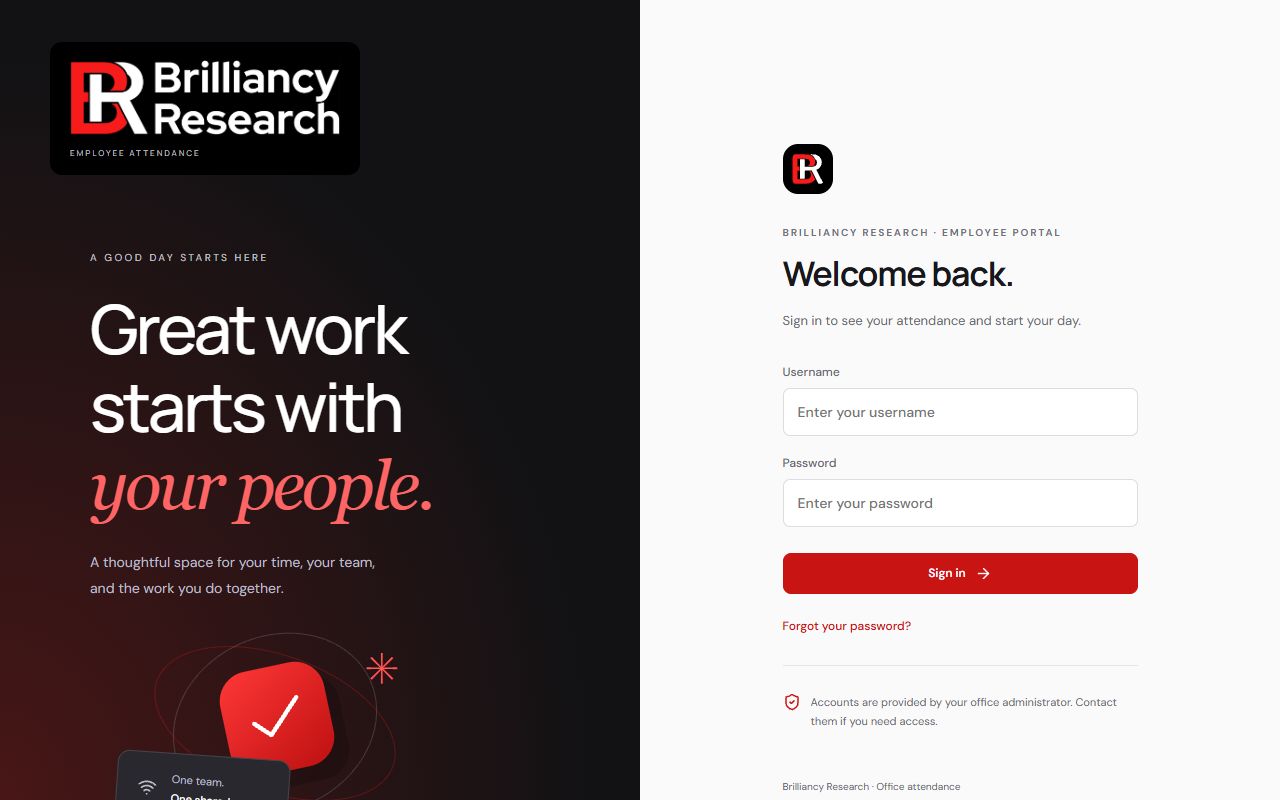 Brilliancy
Research
EMPLOYEE ATTENDANCE
A GOOD DAY STARTS HERE
Great work
starts with
your people.
A thoughtful space for your time, your team,
and the work you do together.
One team.
BR
BRILLIANCY RESEARCH · EMPLOYEE PORTAL
Welcome back.
Sign in to see your attendance and start your day.
Username
Enter your username
Password
Enter your password
Sign in
Forgot your password?
Accounts are provided by your office administrator. Contact
them if you need access.
Brilliancy Research · Office attendance